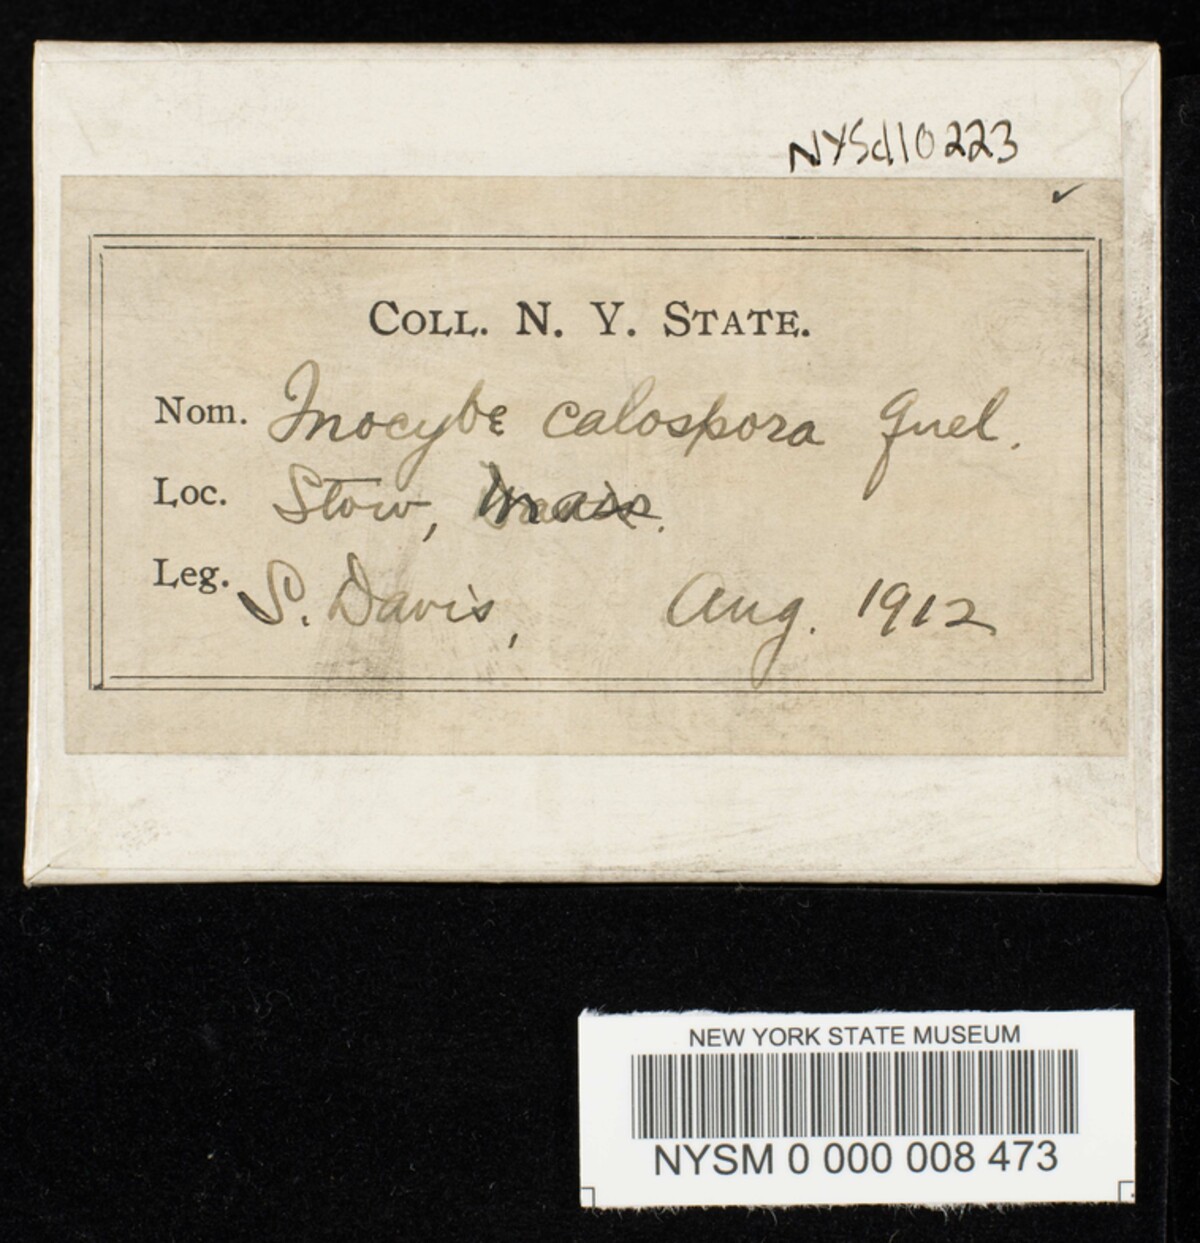 NYSd10223
✓
COLL. N. Y. STATE.
Nom. Inocybe calospora Quel.
Loc. Stow, Mass.
Leg. S. Davis, Aug. 1912
NEW YORK STATE MUSEUM
NYSM 0 000 008 473